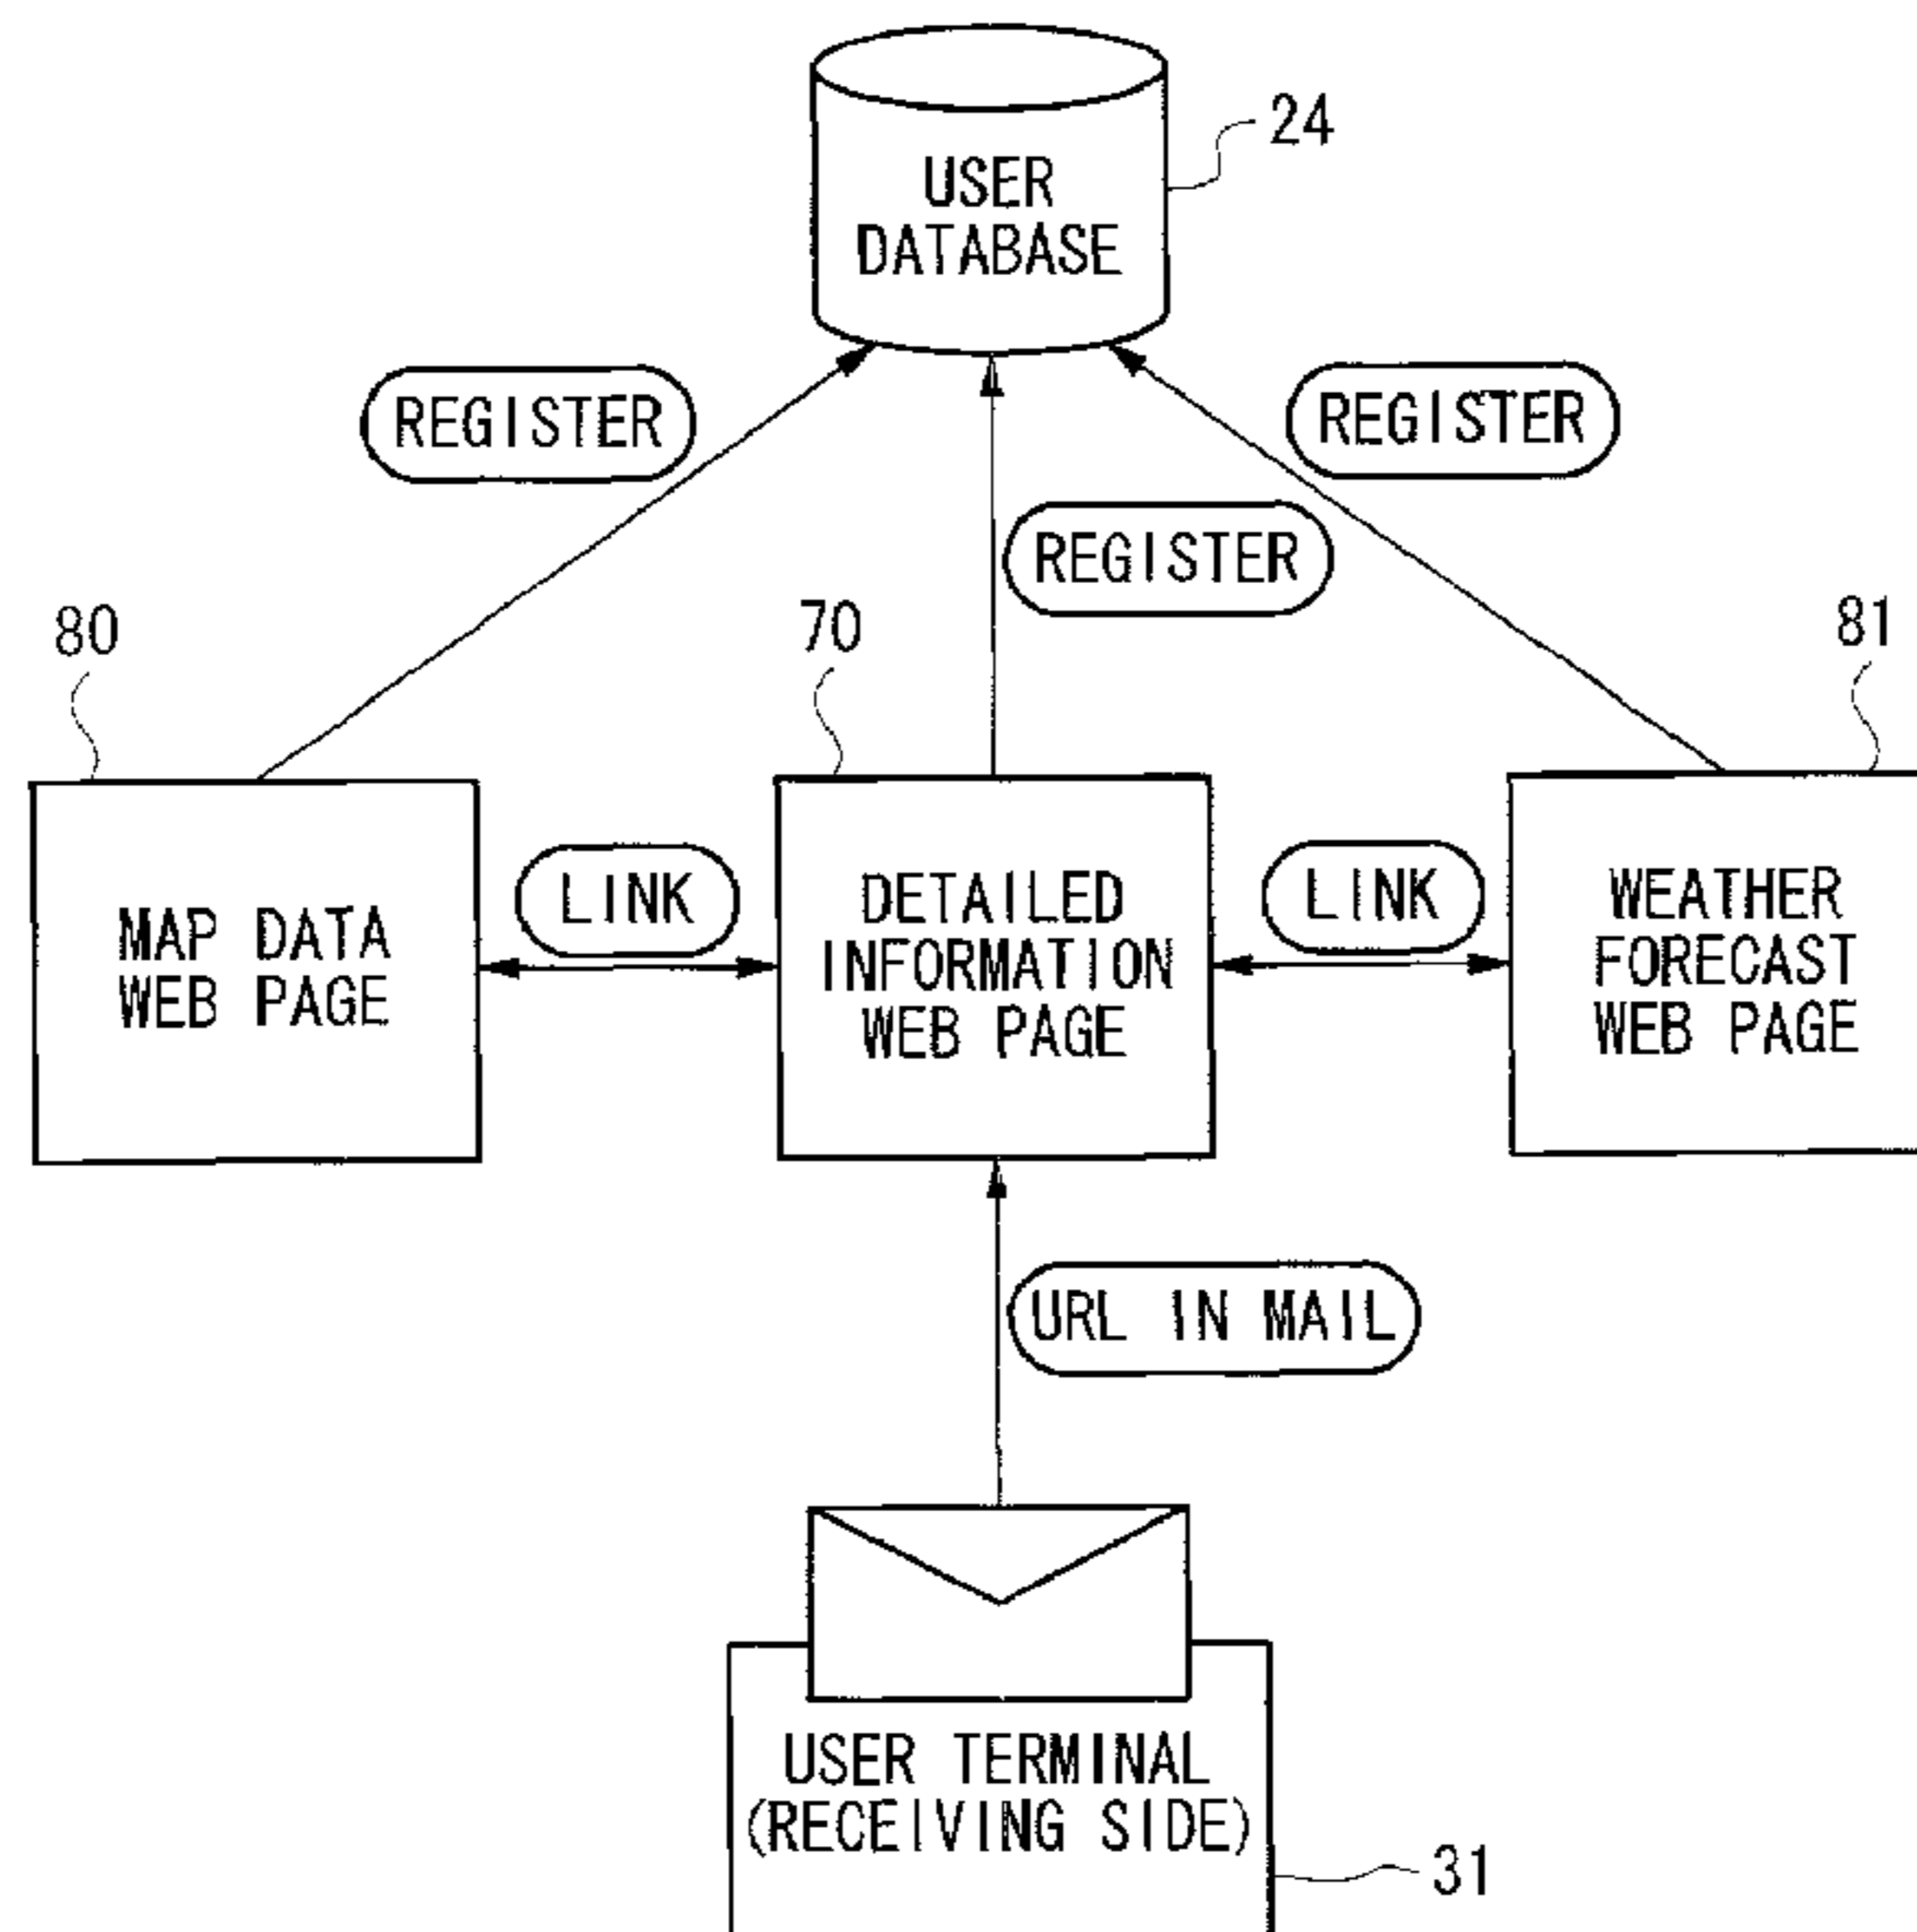 24
USER
DATABASE
REGISTER
REGISTER
REGISTER
80
70
81
LINK
LINK
MAP DATA
WEB PAGE
DETAILED
INFORMATION
WEB PAGE
WEATHER
FORECAST
WEB PAGE
URL IN MAIL
USER TERMINAL
(RECEIVING SIDE)
31